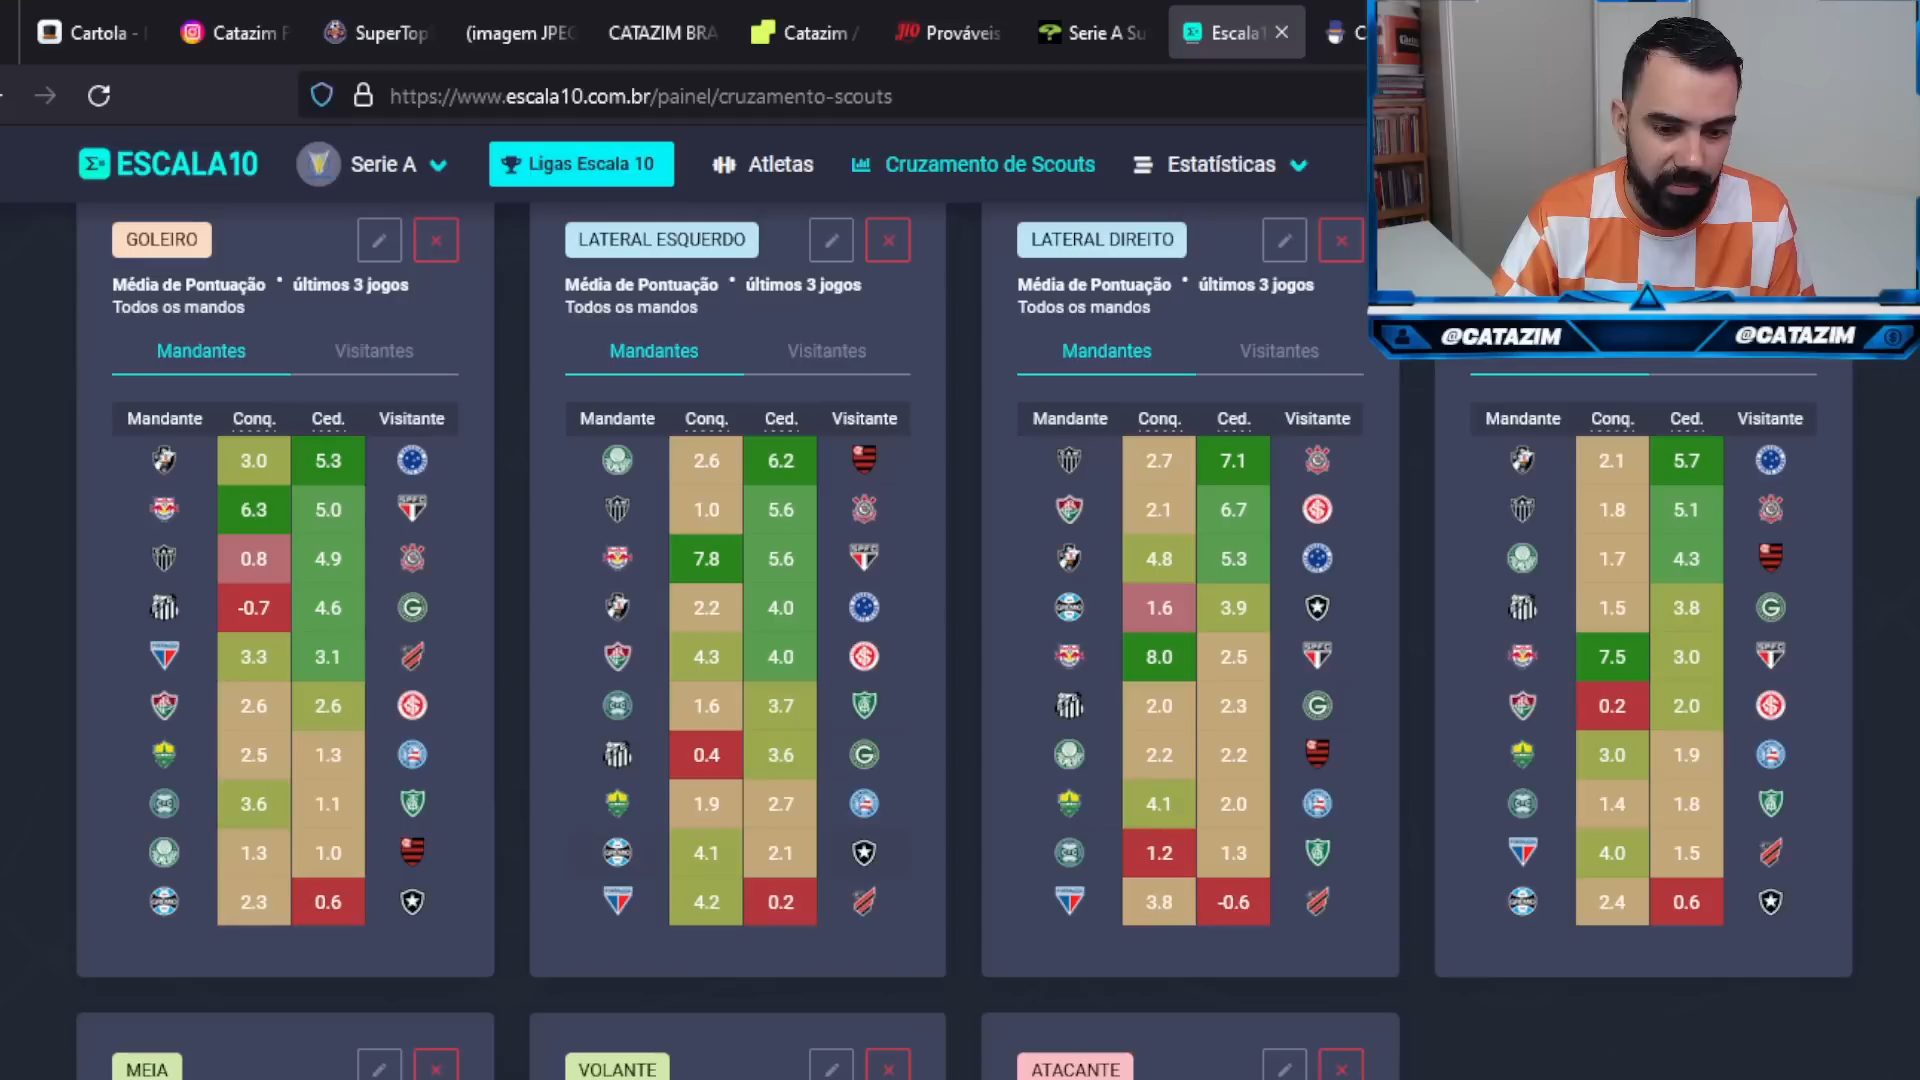 Cartola -
Catazim F
SuperTop
(imagem JPEG
CATAZIM BRA
Catazim /
Prováveis
Serie A Su
Escala1
https://www.escala10.com.br/painel/cruzamento-scouts
ESCALA10
Serie A
Ligas Escala 10
Atletas
Cruzamento de Scouts
Estatísticas
@CATAZIM
@CATAZIM
GOLEIRO
Média de Pontuação • últimos 3 jogos
Todos os mandos
Mandantes Visitantes
Mandante Conq. Ced. Visitante
3.0 5.3
6.3 5.0
0.8 4.9
-0.7 4.6
3.3 3.1
2.6 2.6
2.5 1.3
3.6 1.1
1.3 1.0
2.3 0.6
LATERAL ESQUERDO
Média de Pontuação • últimos 3 jogos
Todos os mandos
Mandantes Visitantes
Mandante Conq. Ced. Visitante
2.6 6.2
1.0 5.6
7.8 5.6
2.2 4.0
4.3 4.0
1.6 3.7
0.4 3.6
1.9 2.7
4.1 2.1
4.2 0.2
LATERAL DIREITO
Média de Pontuação • últimos 3 jogos
Todos os mandos
Mandantes Visitantes
Mandante Conq. Ced. Visitante
2.7 7.1
2.1 6.7
4.8 5.3
1.6 3.9
8.0 2.5
2.0 2.3
2.2 2.2
4.1 2.0
1.2 1.3
3.8 -0.6
Mandante Conq. Ced. Visitante
2.1 5.7
1.8 5.1
1.7 4.3
1.5 3.8
7.5 3.0
0.2 2.0
3.0 1.9
1.4 1.8
4.0 1.5
2.4 0.6
MEIA
VOLANTE
ATACANTE